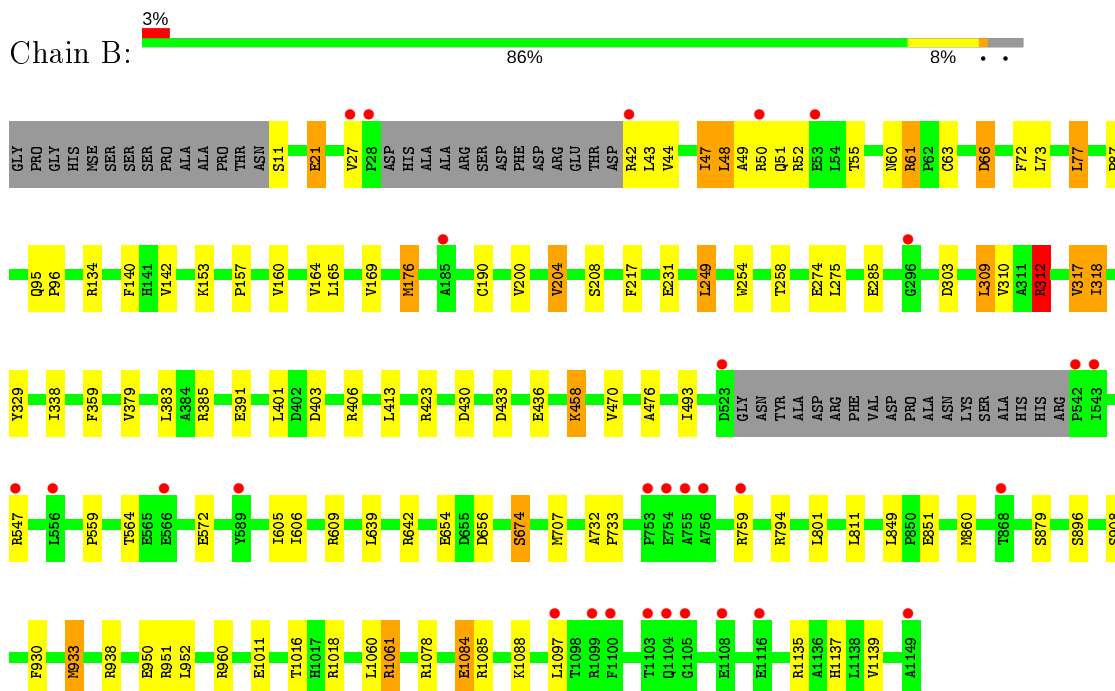 3%
Chain B:
86% 8% • •
GLY PRO GLY HIS MSE SER SER SER PRO ALA ALA PRO THR ASN S11 E21 V27 P28 ASP HIS ALA ALA ARG SER ASP PHE ASP ARG GLU THR ASP R42 L43 V44 I47 L48 A49 R50 Q51 R52 E53 L54 T55 N60 R61 P62 C63 D66 F72 L73 L77
Q95 P96 R134 F140 H141 V142 K153 P157 V160 V164 L165 V169 M176 A185 C190 V200 V204 S208 F217 E231 L249 W254 T258 E274 L275 E285 G296 D303 L309 V310 A311 R312 V317 I318
Y329 I338 F359 V379 L383 A384 R385 E391 L401 D402 D403 R406 L413 R423 D430 D433 E436 K458 V470 A476 I493 D523 GLY ASN TYR ALA ASP ARG PHE VAL ASP PRO ALA ASN LYS SER ALA HIS HIS ARG P542 I543
R547 L556 P559 T564 E565 E566 E572 Y589 I605 I606 R609 L639 R642 E654 D655 D656 S674 M707 A732 P733 P753 E754 A755 A756 R759 R794 L801 L811 L849 P850 E851 M860 T868 S879 S896
F930 M933 R938 E950 R951 L952 R960 E1011 T1016 H1017 R1018 L1060 R1061 R1078 E1084 R1085 K1088 L1097 T1098 R1099 F1100 T1103 Q1104 G1105 E1108 E1116 R1135 A1136 H1137 L1138 V1139 A1149